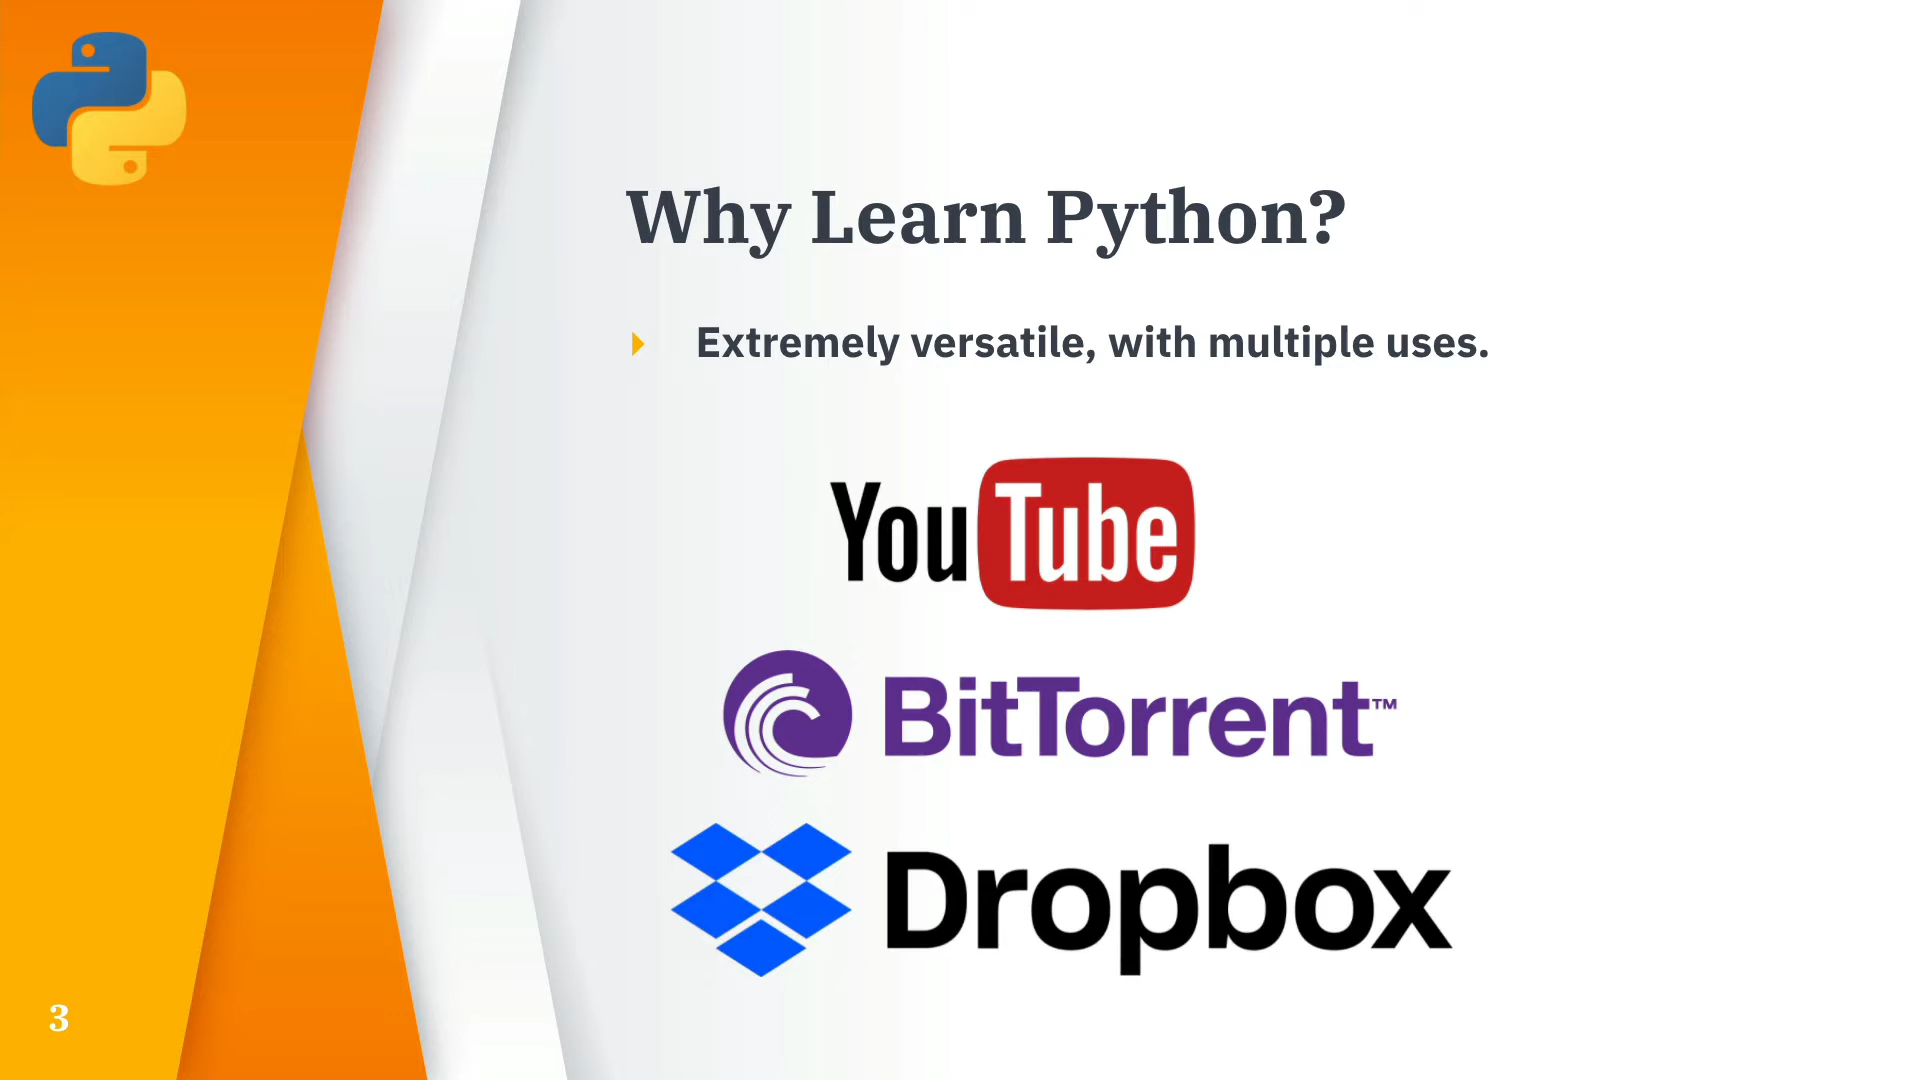 Why Learn Python?
Extremely versatile, with multiple uses.
YouTube
BitTorrent™
Dropbox
3